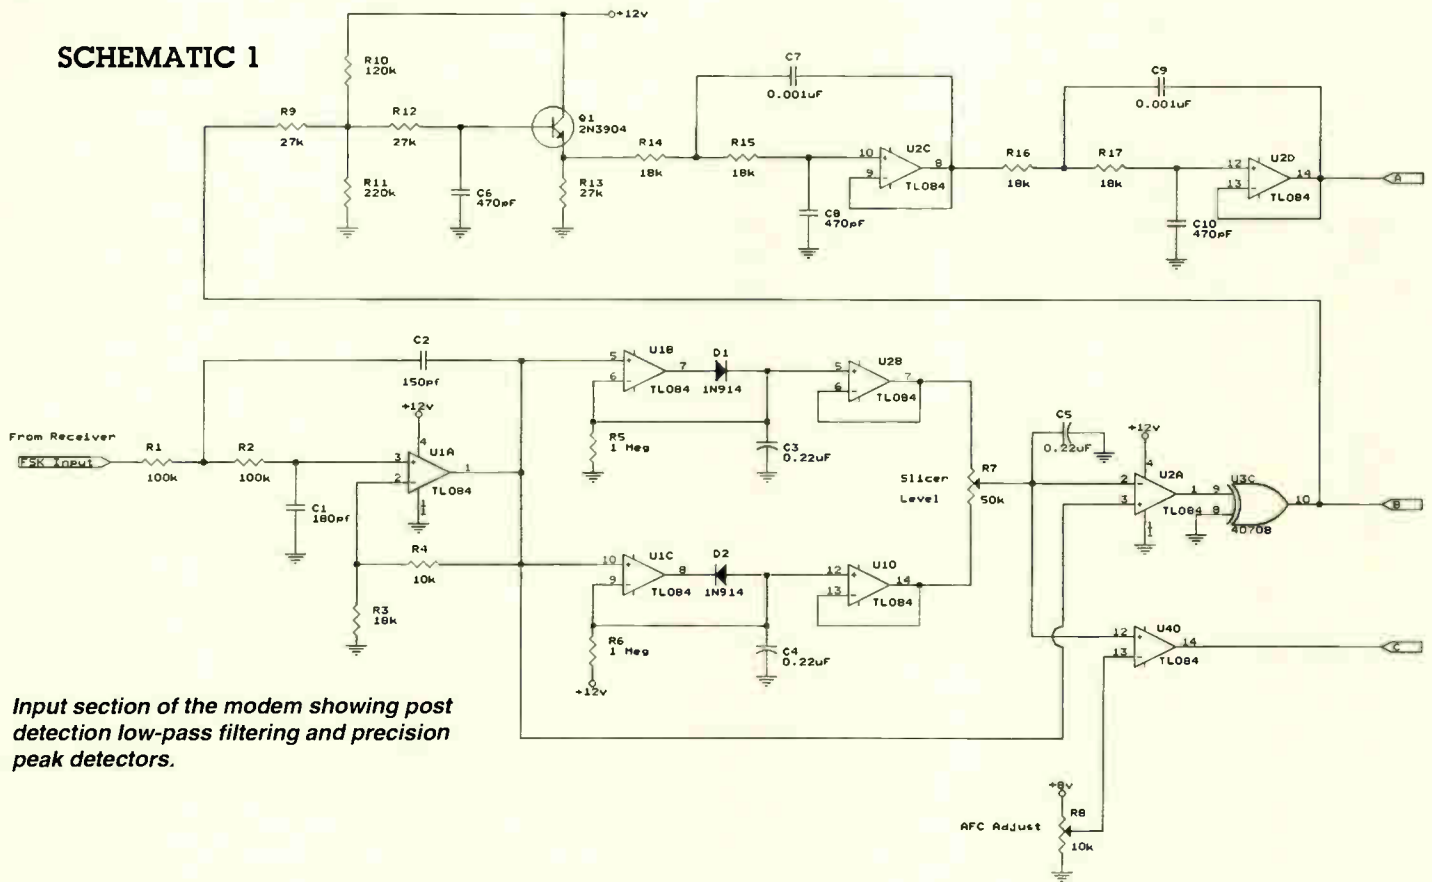 SCHEMATIC 1
+12v
R10
120k
C7
0.001uF
C9
0.001uF
R9
27k
R12
27k
Q1
2N3904
R14
18k
R15
18k
10
9
8
U2C
TL084
R16
18k
R17
18k
12
13
14
U2D
TL084
A
R11
220k
C6
470pF
R13
27k
C8
470pF
C10
470pF
C2
150pf
+12v
From Receiver
FSK Input
R1
100k
R2
100k
3
2
4
U1A
1
TL084
11
C1
180pf
R4
10k
R3
18k
5
6
U1B
7
TL084
D1
1N914
5
6
U2B
7
TL084
R5
1 Meg
C3
0.22uF
Slicer
Level
R7
50k
C5
0.22uF
+12v
2
3
4
U2A
1
TL084
11
9
8
U3C
10
4070B
B
10
9
U1C
8
TL084
D2
1N914
12
13
U1D
14
TL084
R6
1 Meg
+12v
C4
0.22uF
12
13
U4D
14
TL084
C
Input section of the modem showing post
detection low-pass filtering and precision
peak detectors.
+8v
AFC Adjust
R8
10k